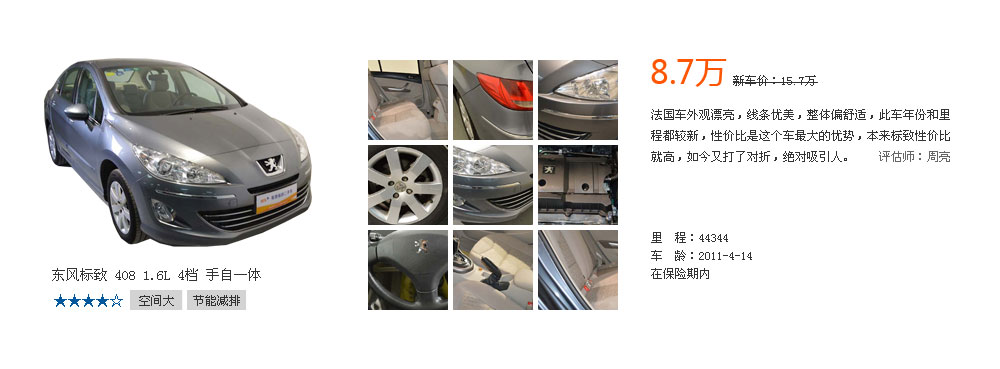 8.7万 新车价：15.7万
法国车外观漂亮，线条优美，整体偏舒适，此车年份和里
程都较新，性价比是这个车最大的优势，本来标致性价比
就高，如今又打了对折，绝对吸引人。 评估师：周亮
里 程：44344
车 龄：2011-4-14
在保险期内
东风标致 408 1.6L 4档 手自一体
★★★★☆ 空间大 节能减排